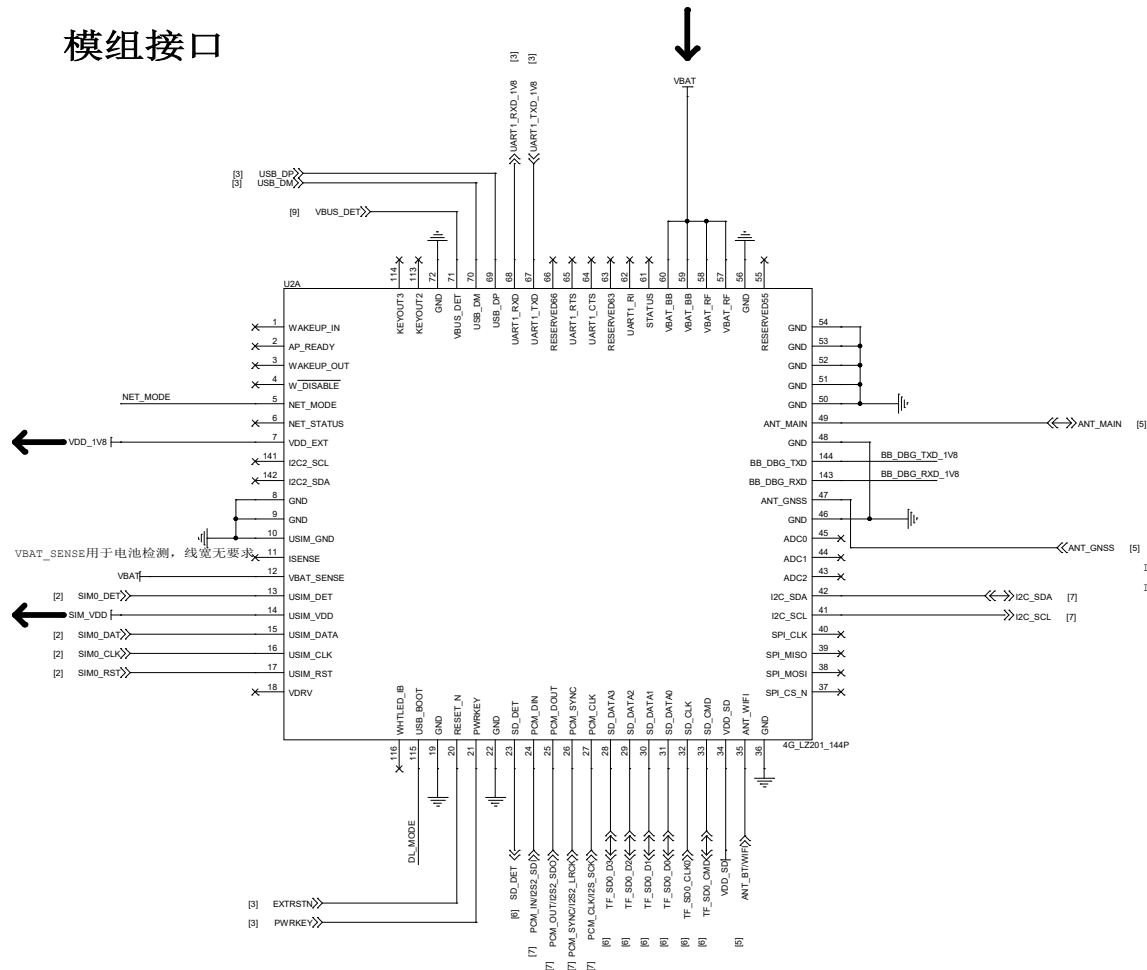 模组接口
VBAT
[3] UART1_RXD_1V8
[3] UART1_TXD_1V8
[3] USB_DP
[3] USB_DM
[9] VBUS_DET
U2A
114 KEYOUT3
113 KEYOUT2
72 GND
71 VBUS_DET
70 USB_DM
69 USB_DP
68 UART1_RXD
67 UART1_TXD
66 RESERVED66
65 UART1_RTS
64 UART1_CTS
63 RESERVED63
62 UART1_RI
61 STATUS
60 VBAT_BB
59 VBAT_BB
58 VBAT_RF
57 VBAT_RF
56 GND
55 RESERVED55
1 WAKEUP_IN
2 AP_READY
3 WAKEUP_OUT
4 W_DISABLE
NET_MODE 5 NET_MODE
6 NET_STATUS
VDD_1V8 7 VDD_EXT
141 I2C2_SCL
142 I2C2_SDA
8 GND
9 GND
10 USIM_GND
VBAT_SENSE用于电池检测，线宽无要求
11 ISENSE
VBAT 12 VBAT_SENSE
[2] SIM0_DET 13 USIM_DET
SIM_VDD 14 USIM_VDD
[2] SIM0_DAT 15 USIM_DATA
[2] SIM0_CLK 16 USIM_CLK
[2] SIM0_RST 17 USIM_RST
18 VDRV
GND 54
GND 53
GND 52
GND 51
GND 50
ANT_MAIN 49 ANT_MAIN [5]
GND 48
BB_DBG_TXD 144 BB_DBG_TXD_1V8
BB_DBG_RXD 143 BB_DBG_RXD_1V8
ANT_GNSS 47
GND 46
ADC0 45
ADC1 44
ANT_GNSS [5]
ADC2 43
I2C_SDA 42 I2C_SDA [7]
I2C_SCL 41 I2C_SCL [7]
SPI_CLK 40
SPI_MISO 39
SPI_MOSI 38
SPI_CS_N 37
4G_LZ201_144P
WHTLED_IB 116
USB_BOOT 115
GND 19
RESET_N 20
PWRKEY 21
GND 22
SD_DET 23
PCM_DIN 24
PCM_DOUT 25
PCM_SYNC 26
PCM_CLK 27
SD_DATA3 28
SD_DATA2 29
SD_DATA1 30
SD_DATA0 31
SD_CLK 32
SD_CMD 33
VDD_SD 34
ANT_WIFI 35
GND 36
DL_MODE
[3] EXTRSTN
[3] PWRKEY
[6] SD_DET
[7] PCM_IN/I2S2_SDI
[7] PCM_OUT/I2S2_SDO
[7] PCM_SYNC/I2S2_LRCK
[7] PCM_CLK/I2S_SCK
[6] TF_SD0_D3
[6] TF_SD0_D2
[6] TF_SD0_D1
[6] TF_SD0_D0
[6] TF_SD0_CLK0
[6] TF_SD0_CMD
VDD_SD
[5] ANT_BT/WIFI